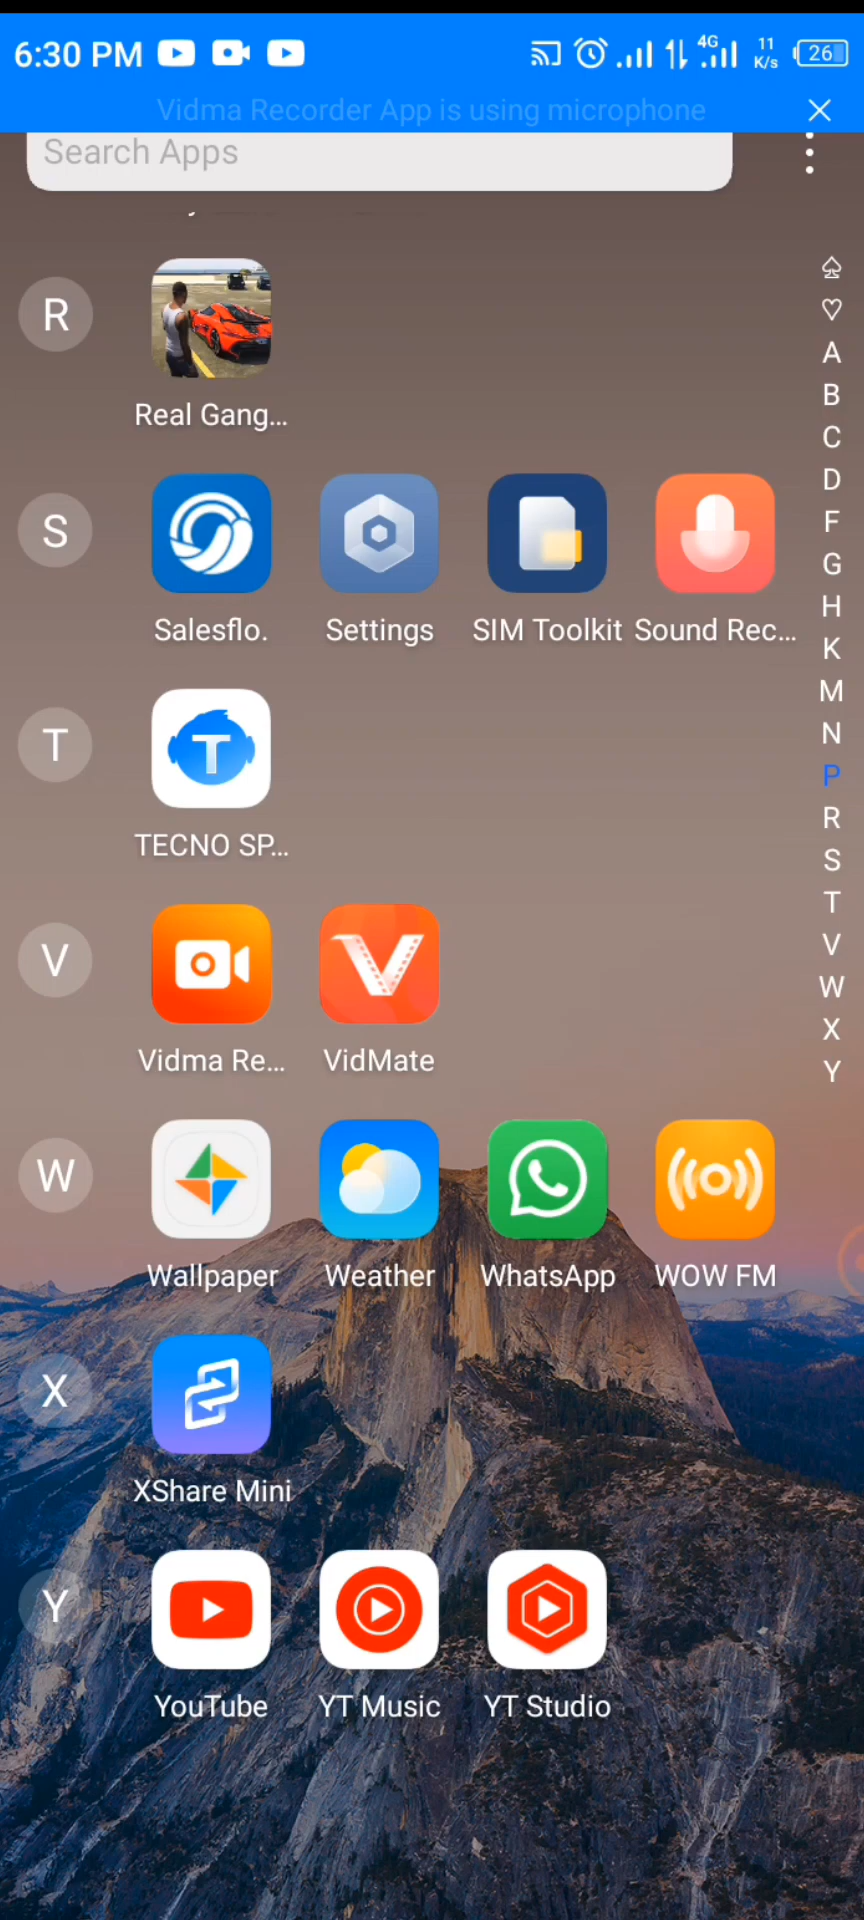 6:30 PM 4G 11 K/s 26
Vidma Recorder App is using microphone
Search Apps
R
Real Gang...
S
Salesflo. Settings SIM Toolkit Sound Rec...
T
TECNO SP...
V
Vidma Re... VidMate
W
Wallpaper Weather WhatsApp WOW FM
X
XShare Mini
Y
YouTube YT Music YT Studio
A
B
C
D
F
G
H
K
M
N
P
R
S
T
V
W
X
Y